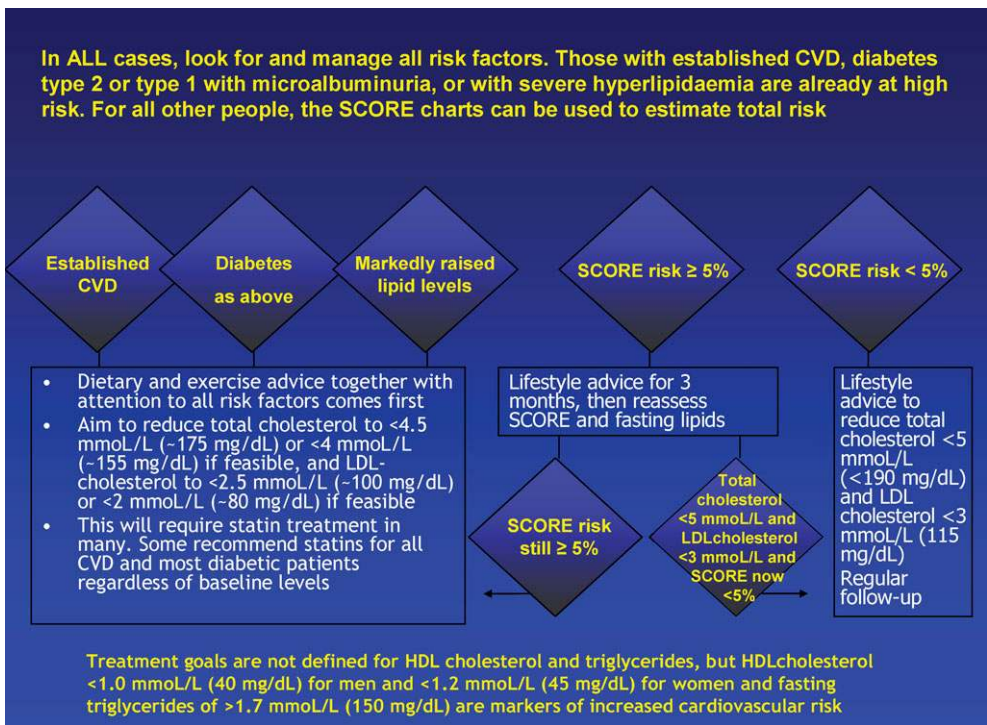 In ALL cases, look for and manage all risk factors. Those with established CVD, diabetes
type 2 or type 1 with microalbuminuria, or with severe hyperlipidaemia are already at high
risk. For all other people, the SCORE charts can be used to estimate total risk
Established
CVD
Diabetes
as above
Markedly raised
lipid levels
SCORE risk ≥ 5%
SCORE risk < 5%
• Dietary and exercise advice together with
attention to all risk factors comes first
• Aim to reduce total cholesterol to <4.5
mmoL/L (~175 mg/dL) or <4 mmoL/L
(~155 mg/dL) if feasible, and LDL-
cholesterol to <2.5 mmoL/L (~100 mg/dL)
or <2 mmoL/L (~80 mg/dL) if feasible
• This will require statin treatment in
many. Some recommend statins for all
CVD and most diabetic patients
regardless of baseline levels
Lifestyle advice for 3
months, then reassess
SCORE and fasting lipids
SCORE risk
still ≥ 5%
Total
cholesterol
<5 mmoL/L and
LDLcholesterol
<3 mmoL/L and
SCORE now
<5%
Lifestyle
advice to
reduce total
cholesterol <5
mmoL/L
(<190 mg/dL)
and LDL
cholesterol <3
mmoL/L (115
mg/dL)
Regular
follow-up
Treatment goals are not defined for HDL cholesterol and triglycerides, but HDLcholesterol
<1.0 mmoL/L (40 mg/dL) for men and <1.2 mmoL/L (45 mg/dL) for women and fasting
triglycerides of >1.7 mmoL/L (150 mg/dL) are markers of increased cardiovascular risk